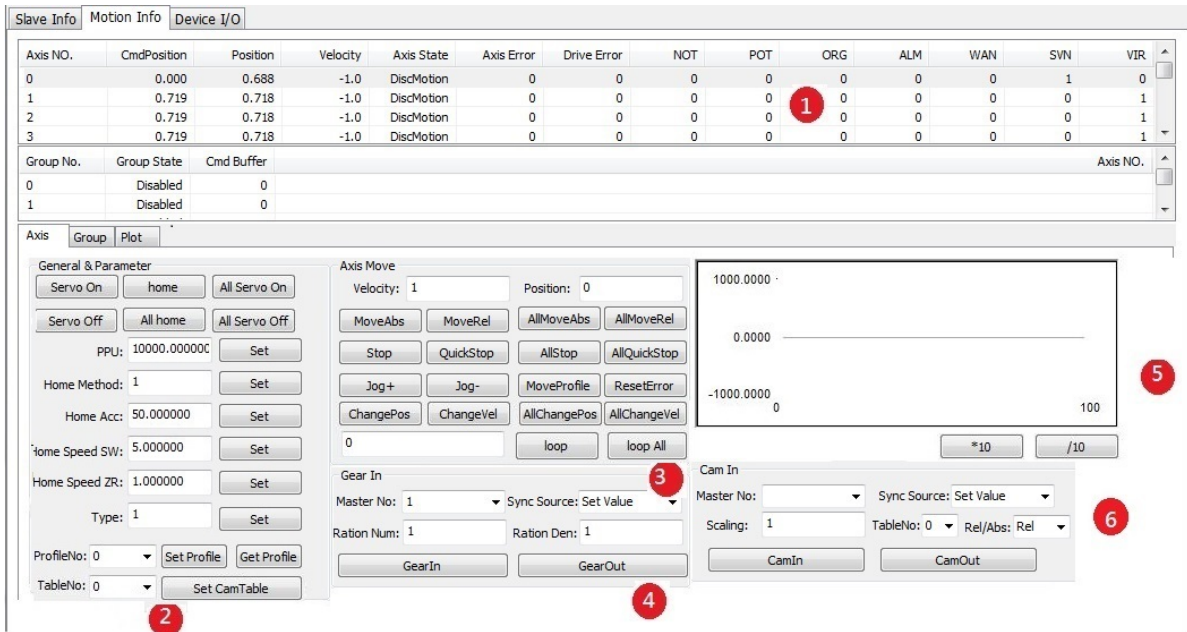 Slave Info Motion Info Device I/O
Axis NO. CmdPosition Position Velocity Axis State Axis Error Drive Error NOT POT ORG ALM WAN SVN VIR
0 0.000 0.688 -1.0 DiscMotion 0 0 0 0 0 0 0 1 0
1 0.719 0.718 -1.0 DiscMotion 0 0 0 0 0 0 0 0 1
2 0.719 0.718 -1.0 DiscMotion 0 0 0 0 0 0 0 0 1
3 0.719 0.718 -1.0 DiscMotion 0 0 0 0 0 0 0 0 1
1
Group No. Group State Cmd Buffer Axis NO.
0 Disabled 0
1 Disabled 0
Axis Group Plot
General & Parameter
Servo On home All Servo On
Servo Off All home All Servo Off
PPU: 10000.000000 Set
Home Method: 1 Set
Home Acc: 50.000000 Set
Home Speed SW: 5.000000 Set
Home Speed ZR: 1.000000 Set
Type: 1 Set
ProfileNo: 0 Set Profile Get Profile
TableNo: 0 Set CamTable
2
Axis Move
Velocity: 1 Position: 0
MoveAbs MoveRel AllMoveAbs AllMoveRel
Stop QuickStop AllStop AllQuickStop
Jog+ Jog- MoveProfile ResetError
ChangePos ChangeVel AllChangePos AllChangeVel
0 loop loop All
3
Gear In
Master No: 1 Sync Source: Set Value
Ration Num: 1 Ration Den: 1
GearIn GearOut
4
1000.0000
0.0000
-1000.0000
0 100
5
*10 /10
Cam In
Master No: Sync Source: Set Value
Scaling: 1 TableNo: 0 Rel/Abs: Rel
CamIn CamOut
6